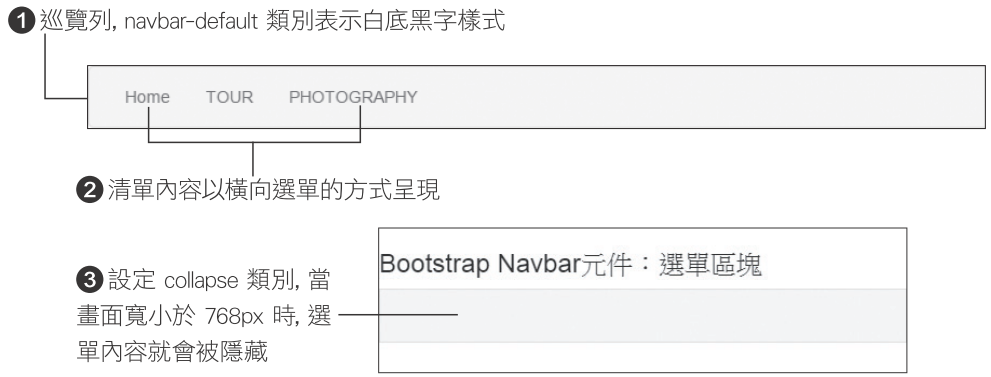 ❶巡覽列, navbar-default 類別表示白底黑字樣式
Home TOUR PHOTOGRAPHY
❷清單內容以橫向選單的方式呈現
❸設定 collapse 類別, 當
畫面寬小於 768px 時, 選
單內容就會被隱藏
Bootstrap Navbar元件：選單區塊